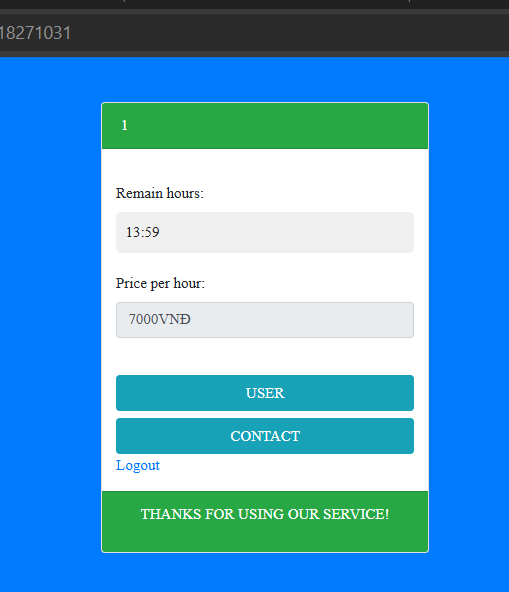 18271031
1
Remain hours:
13:59
Price per hour:
7000VNĐ
USER
CONTACT
Logout
THANKS FOR USING OUR SERVICE!